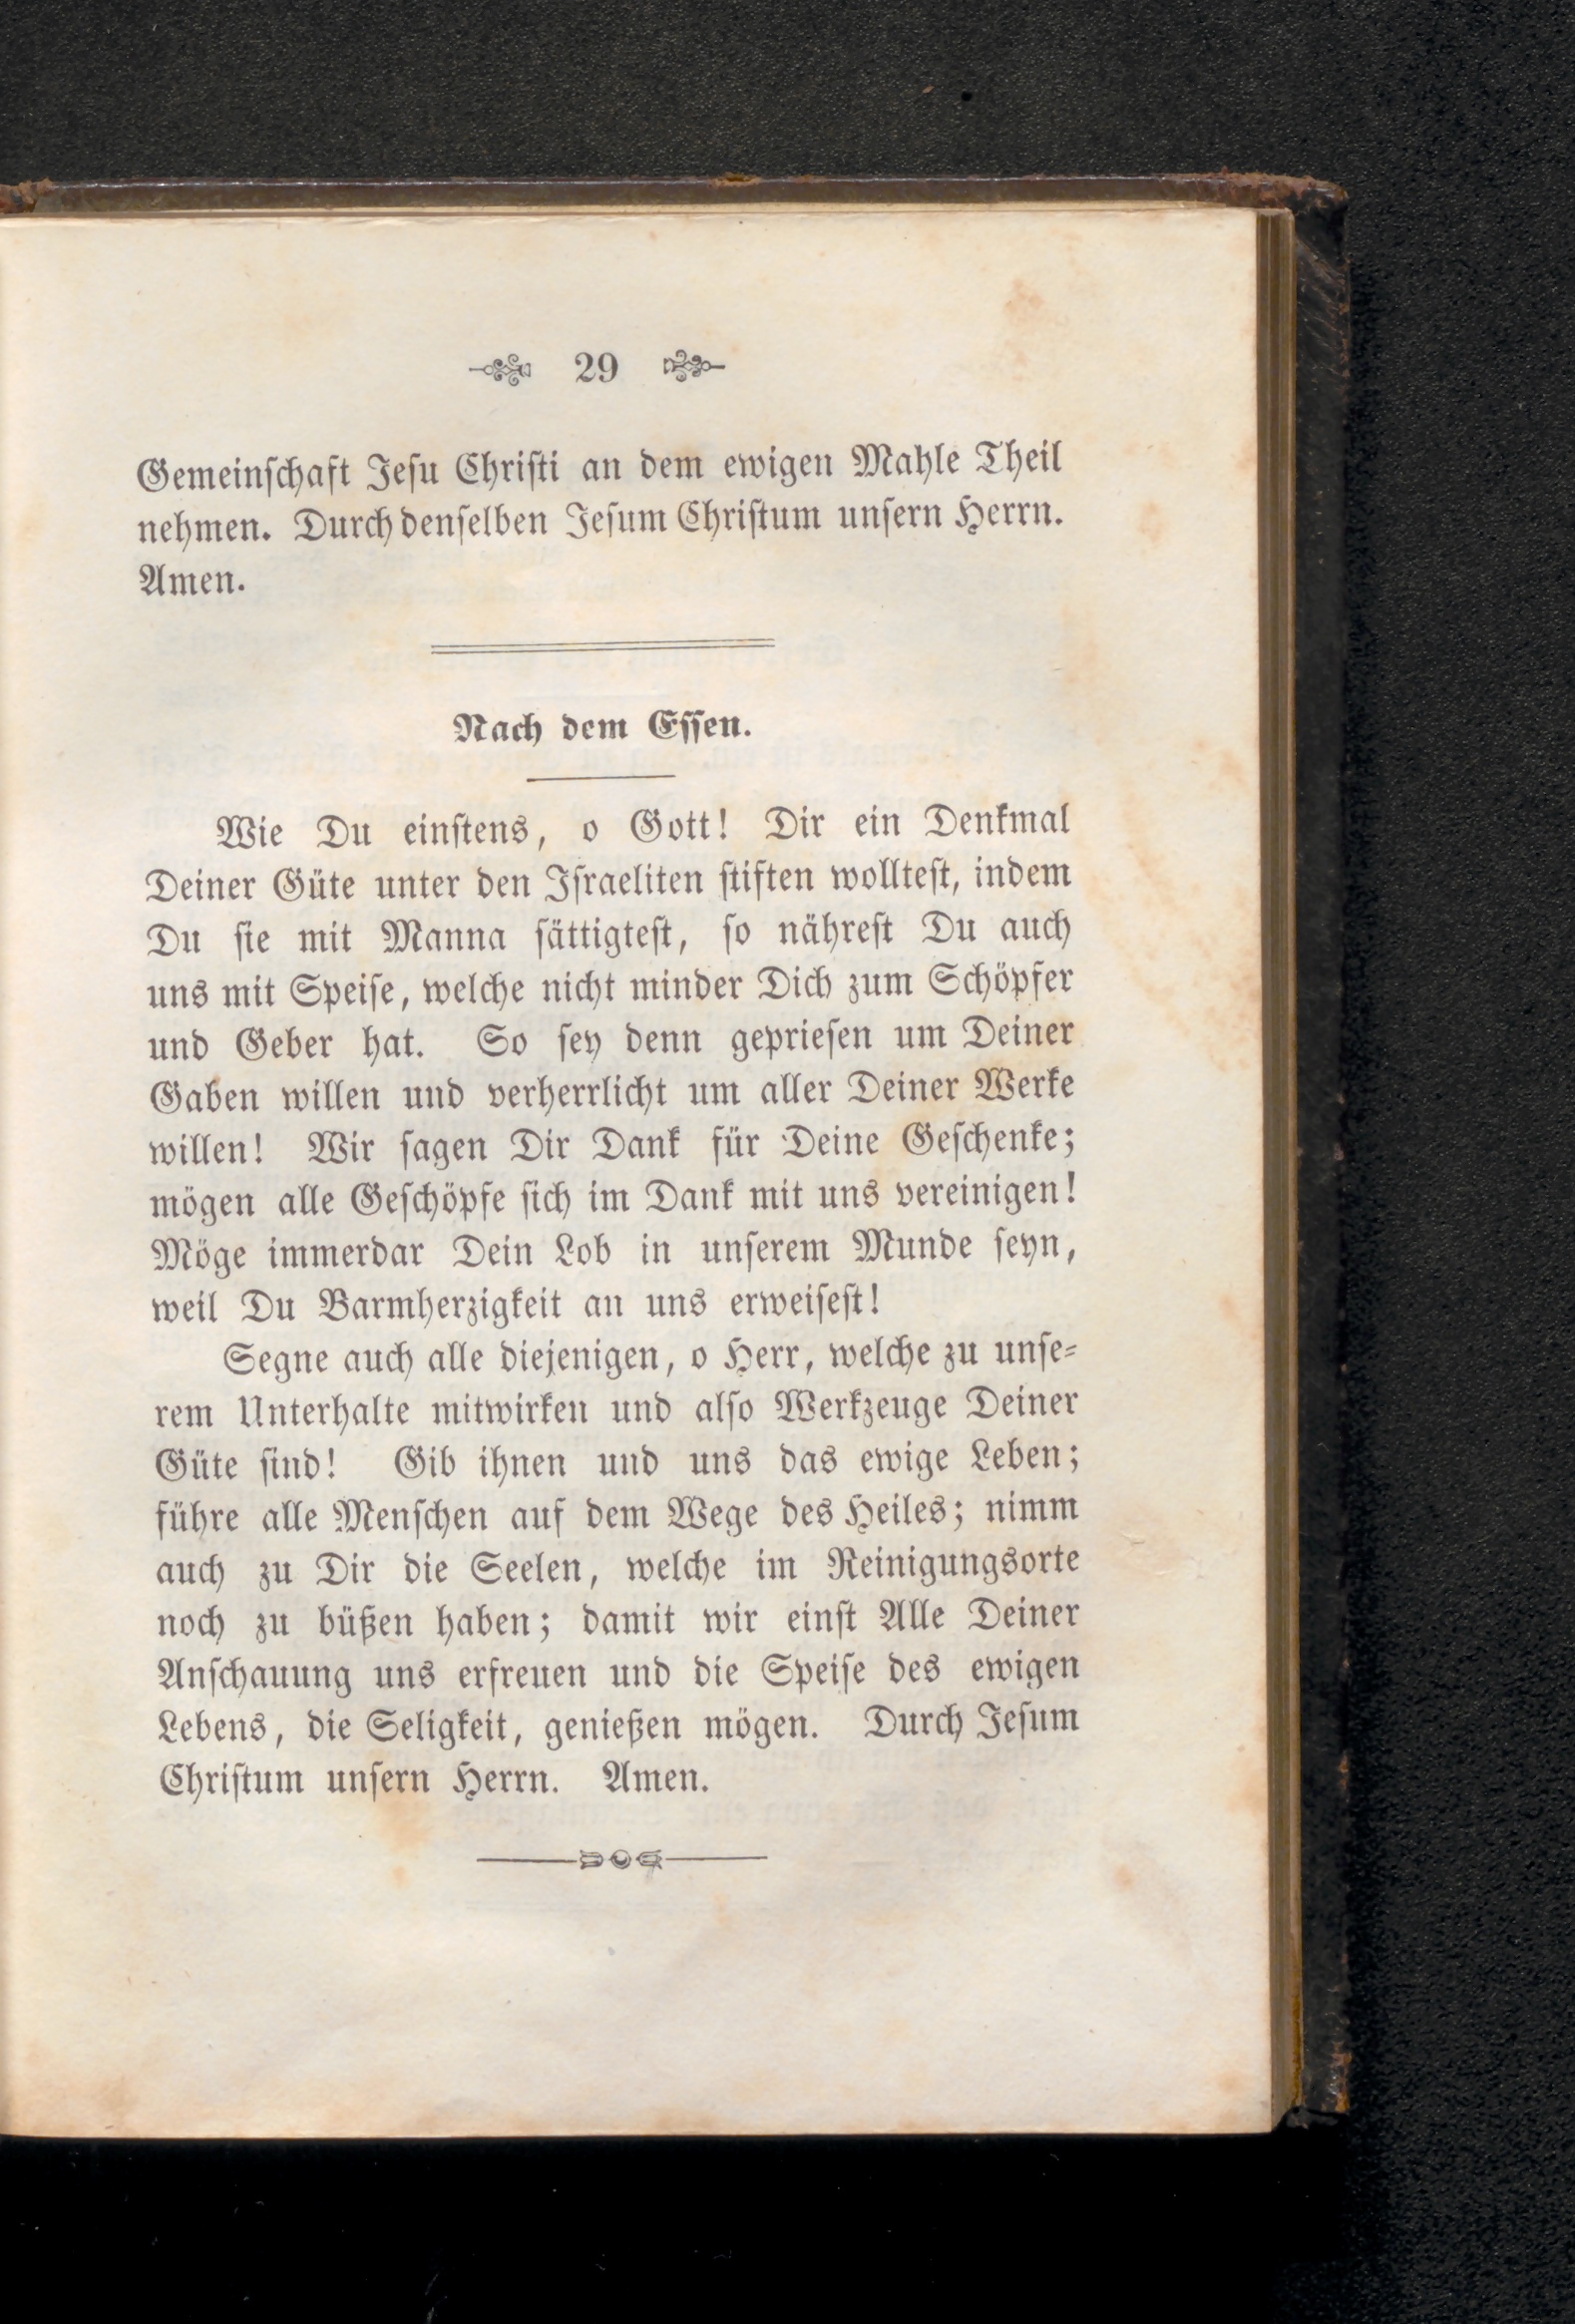 29
Gemeinschaft Jesu Christi an dem ewigen Mahle Theil
nehmen. Durch denselben Jesum Christum unsern Herrn.
Amen.
Nach dem Essen.
Wie Du einstens, o Gott! Dir ein Denkmal
Deiner Güte unter den Israeliten stiften wolltest, indem
Du sie mit Manna sättigtest, so nährest Du auch
uns mit Speise, welche nicht minder Dich zum Schöpfer
und Geber hat. So sey denn gepriesen um Deiner
Gaben willen und verherrlicht um aller Deiner Werke
willen! Wir sagen Dir Dank für Deine Geschenke;
mögen alle Geschöpfe sich im Dank mit uns vereinigen!
Möge immerdar Dein Lob in unserem Munde seyn,
weil Du Barmherzigkeit an uns erweisest!
Segne auch alle diejenigen, o Herr, welche zu unse-
rem Unterhalte mitwirken und also Werkzeuge Deiner
Güte sind! Gib ihnen und uns das ewige Leben;
führe alle Menschen auf dem Wege des Heiles; nimm
auch zu Dir die Seelen, welche im Reinigungsorte
noch zu büßen haben; damit wir einst Alle Deiner
Anschauung uns erfreuen und die Speise des ewigen
Lebens, die Seligkeit, genießen mögen. Durch Jesum
Christum unsern Herrn. Amen.